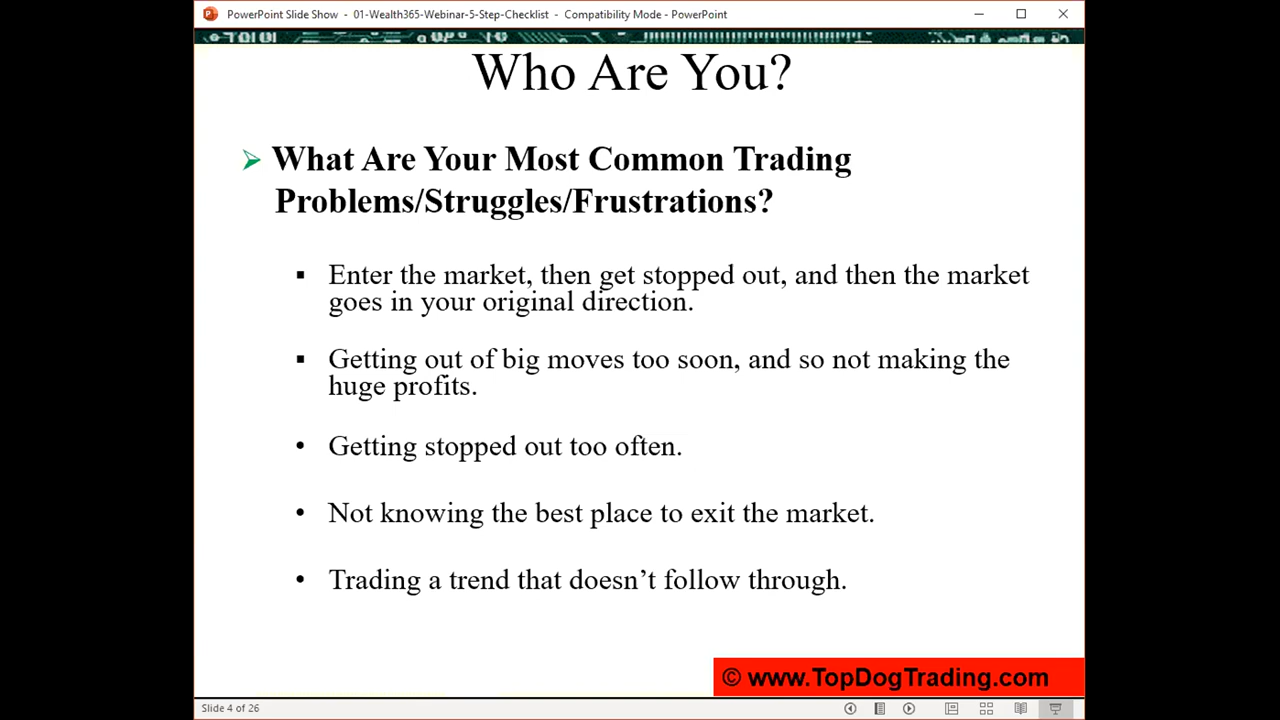 PowerPoint Slide Show - 01-Wealth365-Webinar-5-Step-Checklist - Compatibility Mode - PowerPoint
Who Are You?
What Are Your Most Common Trading
Problems/Struggles/Frustrations?
Enter the market, then get stopped out, and then the market
goes in your original direction.
Getting out of big moves too soon, and so not making the
huge profits.
Getting stopped out too often.
Not knowing the best place to exit the market.
Trading a trend that doesn’t follow through.
© www.TopDogTrading.com
Slide 4 of 26